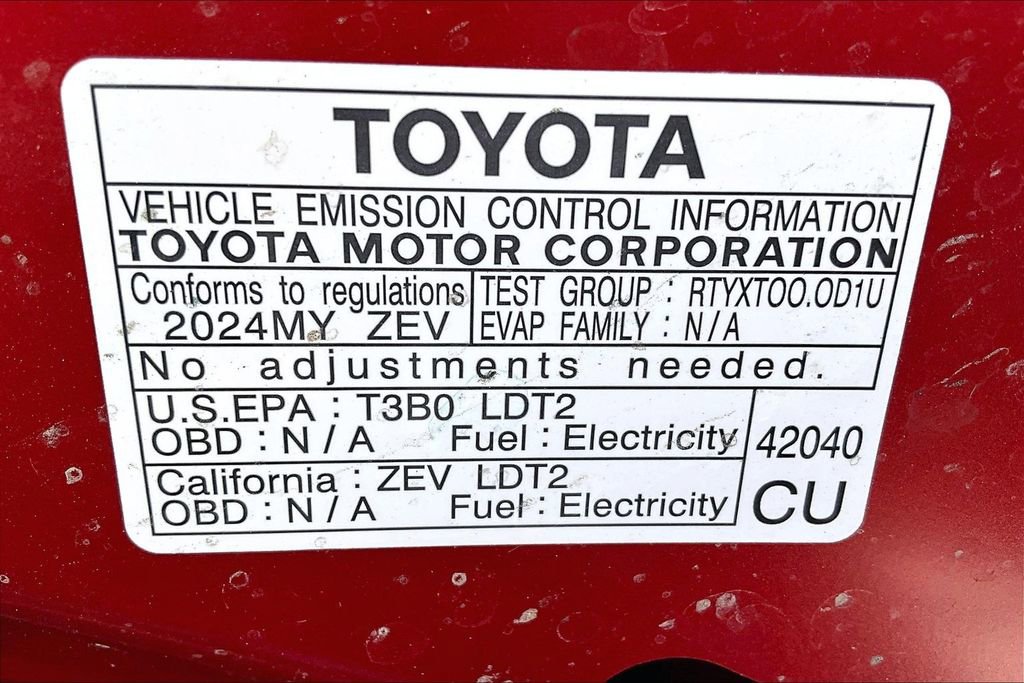 TOYOTA
VEHICLE EMISSION CONTROL INFORMATION
TOYOTA MOTOR CORPORATION
Conforms to regulations
2024MY ZEV
TEST GROUP : RTYXT00.0D1U
EVAP FAMILY : N/A
No adjustments needed.
U.S.EPA : T3B0 LDT2
OBD : N/A Fuel : Electricity
California : ZEV LDT2
OBD : N/A Fuel : Electricity
42040
CU